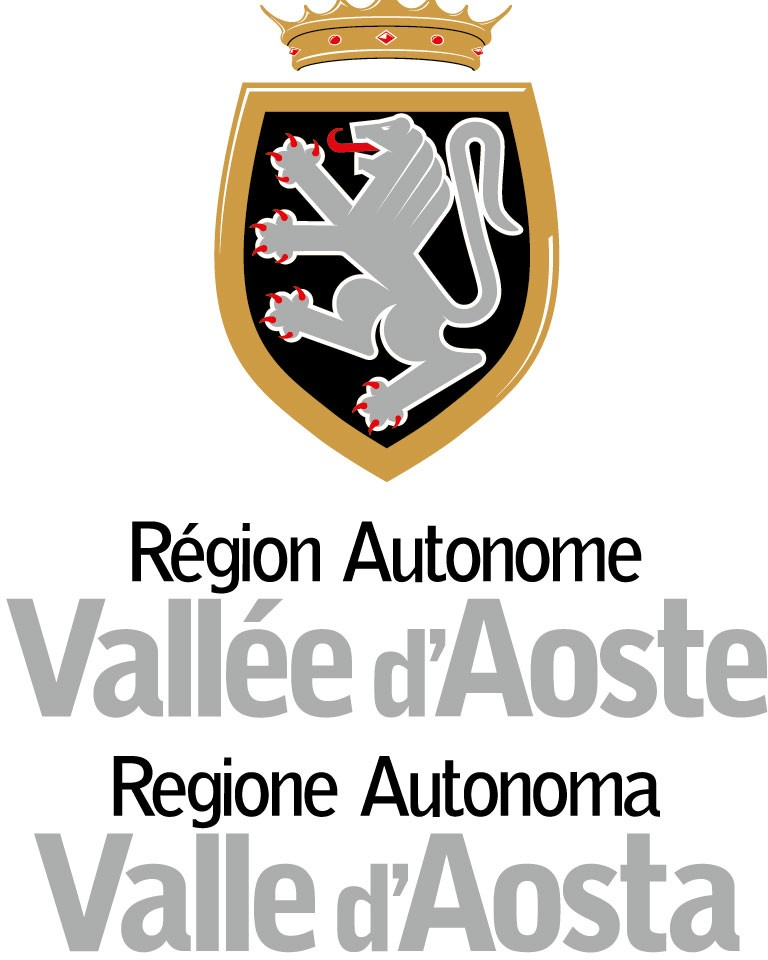 Région Autonome
Vallée d'Aoste
Regione Autonoma
Valle d'Aosta